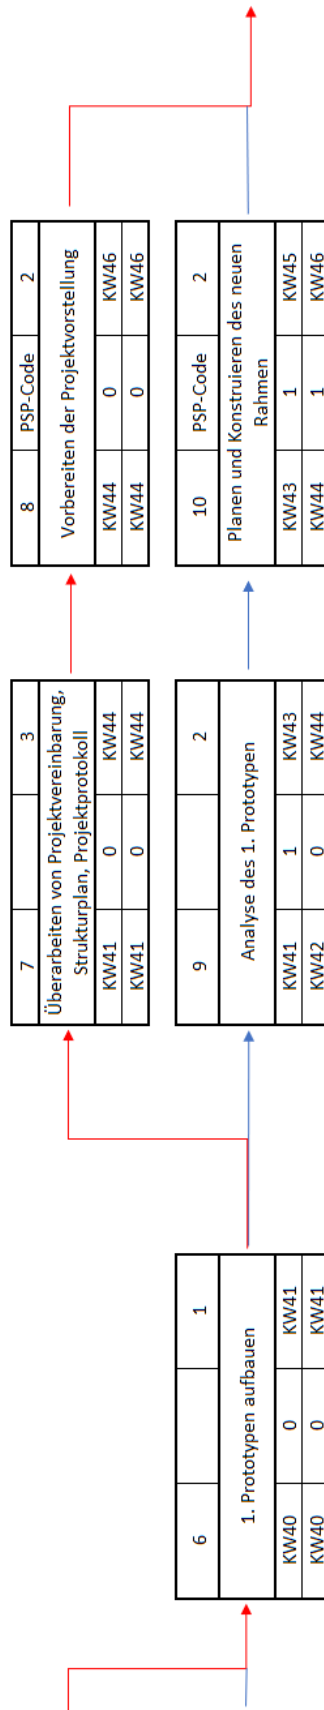 6 1
1. Prototypen aufbauen
KW40 0 KW41
KW40 0 KW41
7 3
Überarbeiten von Projektvereinbarung,
Strukturplan, Projektprotokoll
KW41 0 KW44
KW41 0 KW44
9 2
Analyse des 1. Prototypen
KW41 1 KW43
KW42 0 KW44
8 PSP-Code 2
Vorbereiten der Projektvorstellung
KW44 0 KW46
KW44 0 KW46
10 PSP-Code 2
Planen und Konstruieren des neuen
Rahmen
KW43 1 KW45
KW44 1 KW46